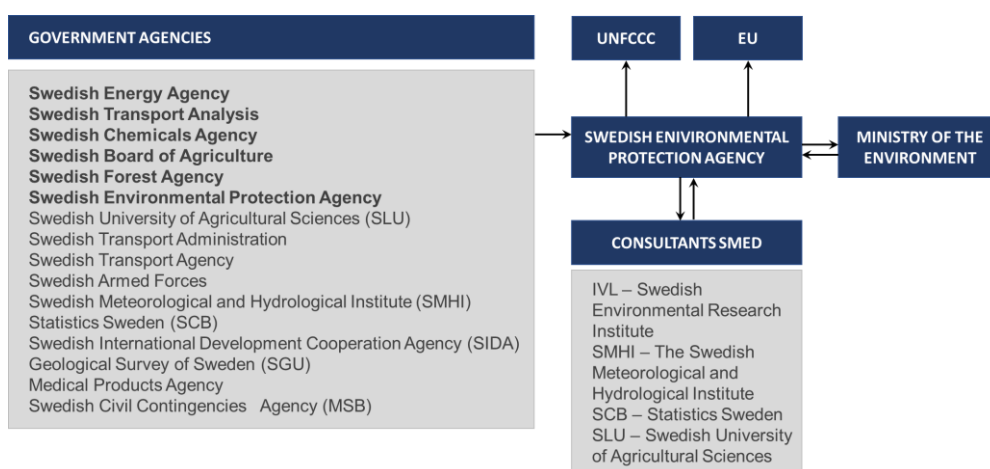 GOVERNMENT AGENCIES
Swedish Energy Agency
Swedish Transport Analysis
Swedish Chemicals Agency
Swedish Board of Agriculture
Swedish Forest Agency
Swedish Environmental Protection Agency
Swedish University of Agricultural Sciences (SLU)
Swedish Transport Administration
Swedish Transport Agency
Swedish Armed Forces
Swedish Meteorological and Hydrological Institute (SMHI)
Statistics Sweden (SCB)
Swedish International Development Cooperation Agency (SIDA)
Geological Survey of Sweden (SGU)
Medical Products Agency
Swedish Civil Contingencies Agency (MSB)
UNFCCC
EU
SWEDISH ENIVIRONMENTAL
PROTECTION AGENCY
MINISTRY OF THE
ENVIRONMENT
CONSULTANTS SMED
IVL – Swedish
Environmental Research
Institute
SMHI – The Swedish
Meteorological and
Hydrological Institute
SCB – Statistics Sweden
SLU – Swedish University
of Agricultural Sciences